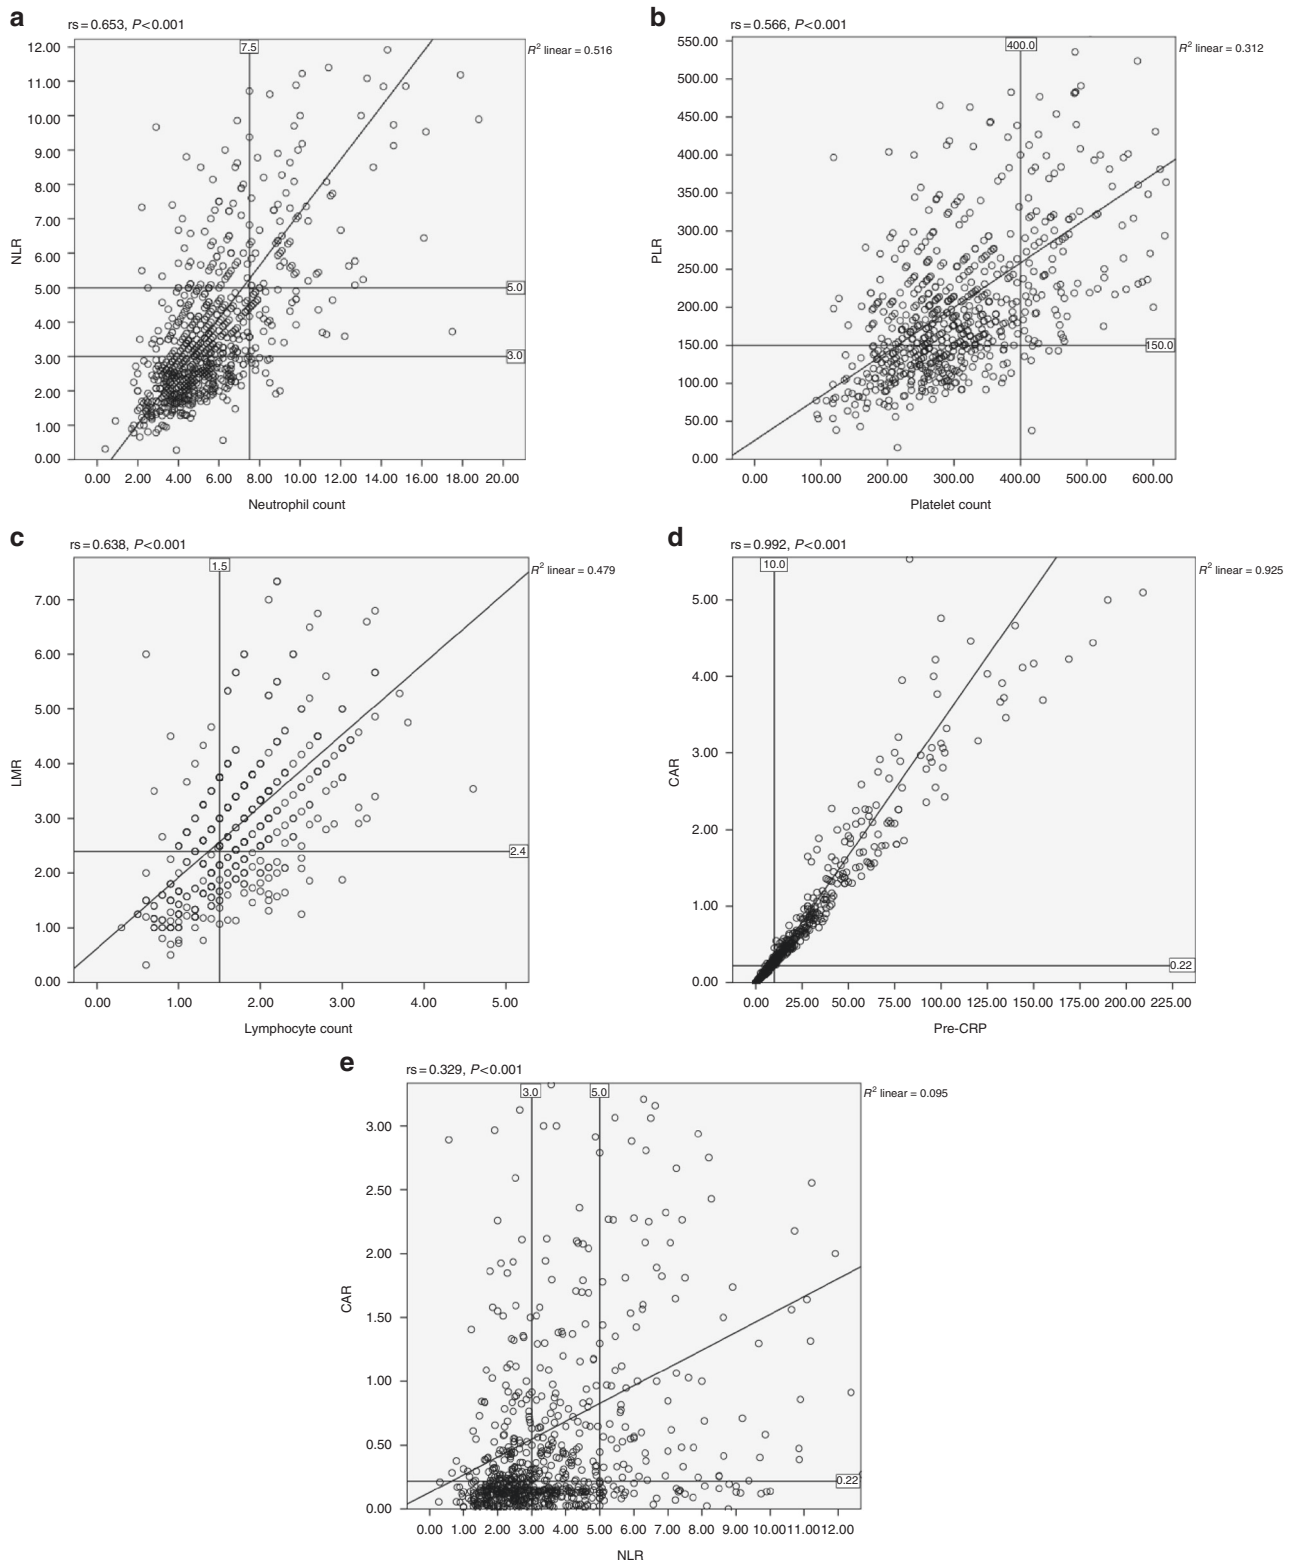 a
rs = 0.653, P < 0.001
7.5
R² linear = 0.516
12.00
11.00
10.00
9.00
8.00
7.00
6.00
5.00
4.00
3.00
2.00
1.00
0.00
NLR
5.0
3.0
0.00 2.00 4.00 6.00 8.00 10.00 12.00 14.00 16.00 18.00 20.00
Neutrophil count
b
rs = 0.566, P < 0.001
400.0
R² linear = 0.312
550.00
500.00
450.00
400.00
350.00
300.00
250.00
200.00
150.00
100.00
50.00
0.00
PLR
150.0
0.00 100.00 200.00 300.00 400.00 500.00 600.00
Platelet count
c
rs = 0.638, P < 0.001
1.5
R² linear = 0.479
7.00
6.00
5.00
4.00
3.00
2.00
1.00
0.00
LMR
2.4
0.00 1.00 2.00 3.00 4.00 5.00
Lymphocyte count
d
rs = 0.992, P < 0.001
10.0
R² linear = 0.925
5.00
4.00
3.00
2.00
1.00
0.00
CAR
0.22
0.00 25.00 50.00 75.00 100.00 125.00 150.00 175.00 200.00 225.00
Pre-CRP
e
rs = 0.329, P < 0.001
3.0
5.0
R² linear = 0.095
3.00
2.50
2.00
1.50
1.00
0.50
0.00
CAR
0.22
0.00 1.00 2.00 3.00 4.00 5.00 6.00 7.00 8.00 9.00 10.00 11.00 12.00
NLR